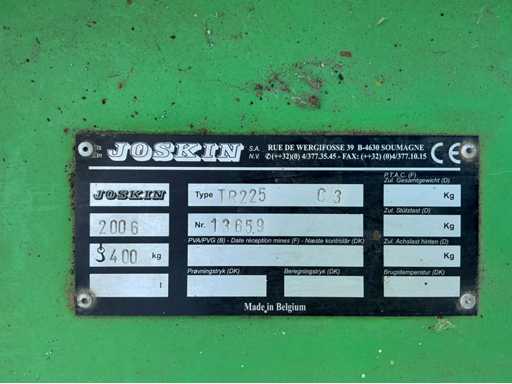 JOSKIN S.A. N.V. RUE DE WERGIFOSSE 39 B-4630 SOUMAGNE
✆(++32)(0) 4/377.35.45 - FAX: (++32) (0)4/377.10.15 CE
P.T.A.C. (F)
Zul. Gesamtgewicht (D)
JOSKIN Type TR225 C3 Kg
Zul. Stützlast (D)
2006 Nr. 13659 Kg
PVA/PVG (B) - Date réception mines (F) - Næste kontrolår (DK) Zul. Achslast hinten (D)
3400 kg Kg
Prøvningstryk (DK) Beregningstryk (DK) Brugstemperatur (DK)
Made in Belgium